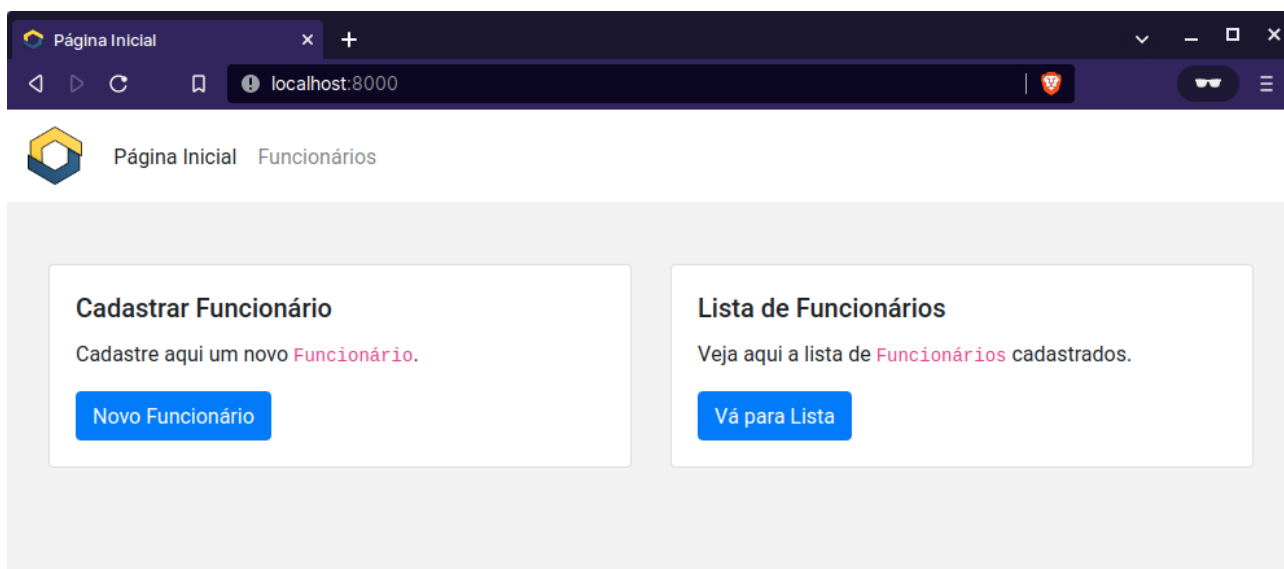 Página Inicial
localhost:8000
Página Inicial Funcionários
Cadastrar Funcionário
Cadastre aqui um novo Funcionário.
Novo Funcionário
Lista de Funcionários
Veja aqui a lista de Funcionários cadastrados.
Vá para Lista